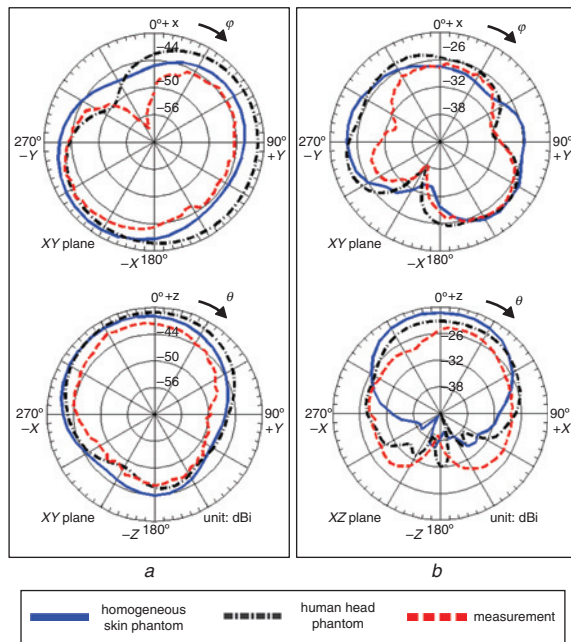 0° +x φ
-44
-50
-56
270°
-Y
90°
+Y
XY plane
-X 180°
0° +x φ
-26
-32
-38
270°
-Y
90°
+Y
XY plane
-X 180°
0° +z θ
-44
-50
-56
270°
-X
90°
+Y
XY plane
unit: dBi
-Z 180°
0° +z θ
-26
-26
-38
270°
-X
90°
+X
XZ plane
unit: dBi
-Z 180°
a
b
homogeneous
skin phantom
human head
phantom
measurement